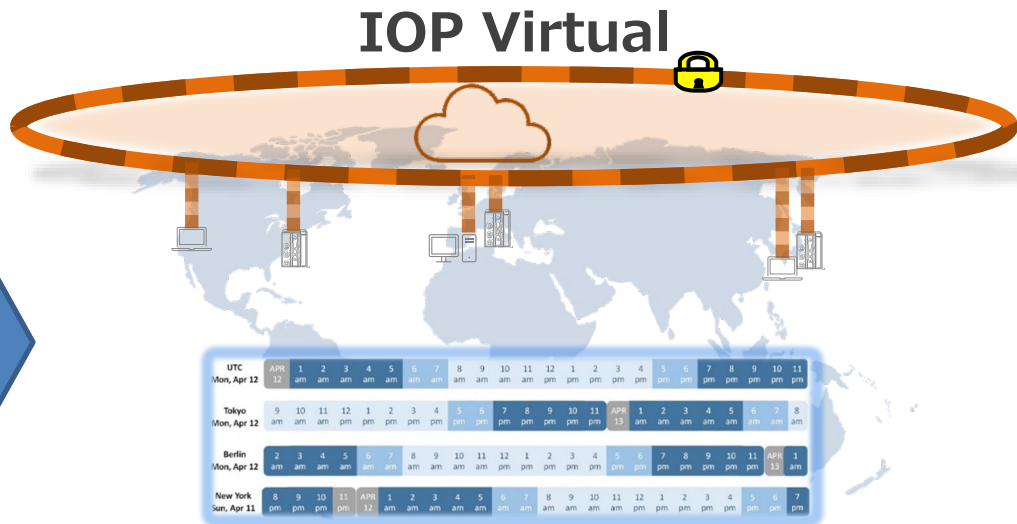 IOP Virtual
UTC
Mon, Apr 12
APR 12 1 am 2 am 3 am 4 am 5 am 6 am 7 am 8 am 9 am 10 am 11 am 12 pm 1 pm 2 pm 3 pm 4 pm 5 pm 6 pm 7 pm 8 pm 9 pm 10 pm 11 pm
Tokyo
Mon, Apr 12
9 am 10 am 11 am 12 pm 1 pm 2 pm 3 pm 4 pm 5 pm 6 pm 7 pm 8 pm 9 pm 10 pm 11 pm APR 13 1 am 2 am 3 am 4 am 5 am 6 am 7 am 8 am
Berlin
Mon, Apr 12
2 am 3 am 4 am 5 am 6 am 7 am 8 am 9 am 10 am 11 am 12 pm 1 pm 2 pm 3 pm 4 pm 5 pm 6 pm 7 pm 8 pm 9 pm 10 pm 11 pm APR 13 1 am
New York
Sun, Apr 11
8 pm 9 pm 10 pm 11 pm APR 12 1 am 2 am 3 am 4 am 5 am 6 am 7 am 8 am 9 am 10 am 11 am 12 pm 1 pm 2 pm 3 pm 4 pm 5 pm 6 pm 7 pm